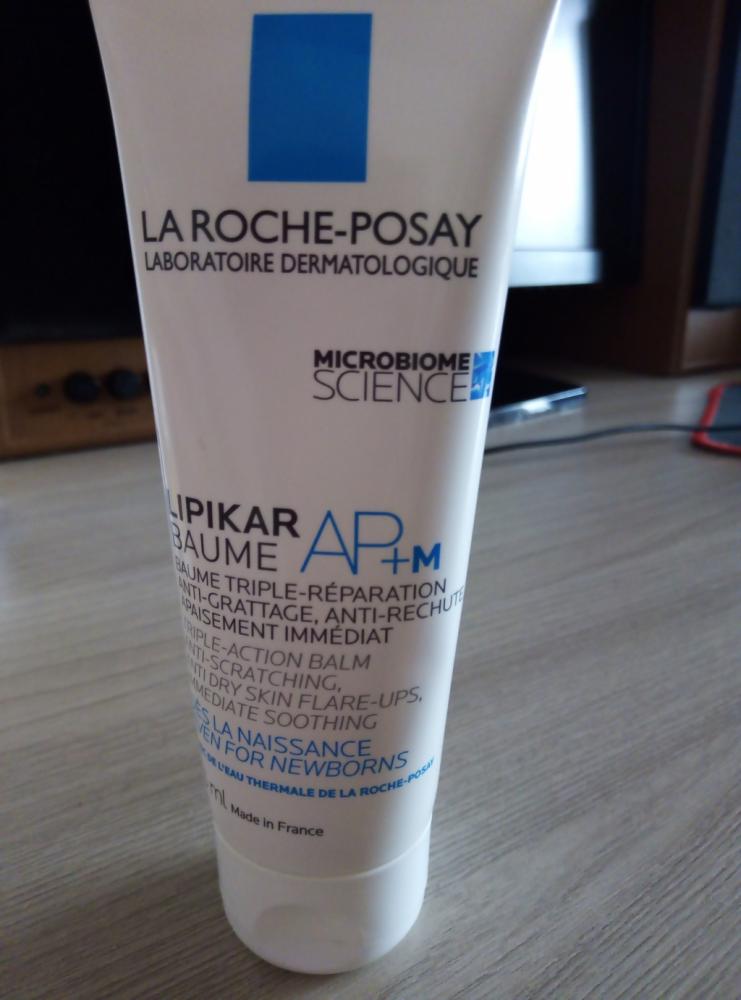 LA ROCHE-POSAY
LABORATOIRE DERMATOLOGIQUE
MICROBIOME
SCIENCE
LIPIKAR
BAUME AP+M
BAUME TRIPLE-RÉPARATION
ANTI-GRATTAGE, ANTI-RECHUTE
APAISEMENT IMMÉDIAT
TRIPLE-ACTION BALM
ANTI-SCRATCHING,
ANTI DRY SKIN FLARE-UPS,
IMMEDIATE SOOTHING
DÈS LA NAISSANCE
EVEN FOR NEWBORNS
DE L'EAU THERMALE DE LA ROCHE-POSAY
ml Made in France